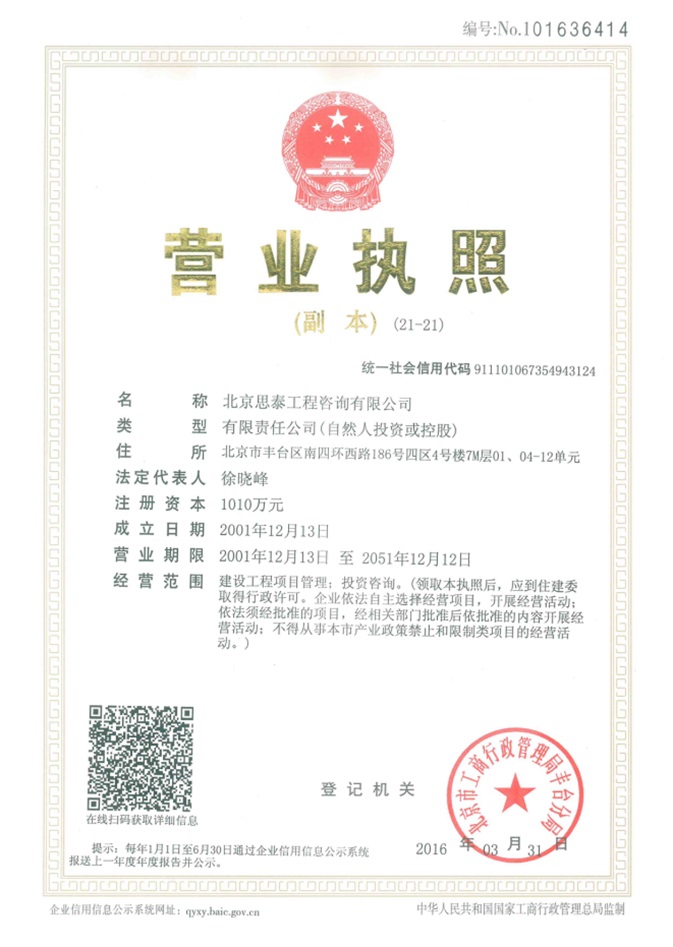 编号:No.101636414
营业执照
(副 本) (21-21)
统一社会信用代码 911101067354943124
名 称 北京思泰工程咨询有限公司
类 型 有限责任公司(自然人投资或控股)
住 所 北京市丰台区南四环西路186号四区4号楼7M层01、04-12单元
法定代表人 徐晓峰
注册资本 1010万元
成立日期 2001年12月13日
营业期限 2001年12月13日 至 2051年12月12日
经营范围 建设工程项目管理；投资咨询。(领取本执照后，应到住建委
取得行政许可。企业依法自主选择经营项目，开展经营活动；
依法须经批准的项目，经相关部门批准后依批准的内容开展经
营活动；不得从事本市产业政策禁止和限制类项目的经营活
动。)
在线扫码获取详细信息
登记机关
北京市工商行政管理局丰台分局
2016 年 03 月 31 日
提示：每年1月1日至6月30日通过企业信用信息公示系统
报送上一年度年度报告并公示。
企业信用信息公示系统网址：qyxy.baic.gov.cn
中华人民共和国国家工商行政管理总局监制